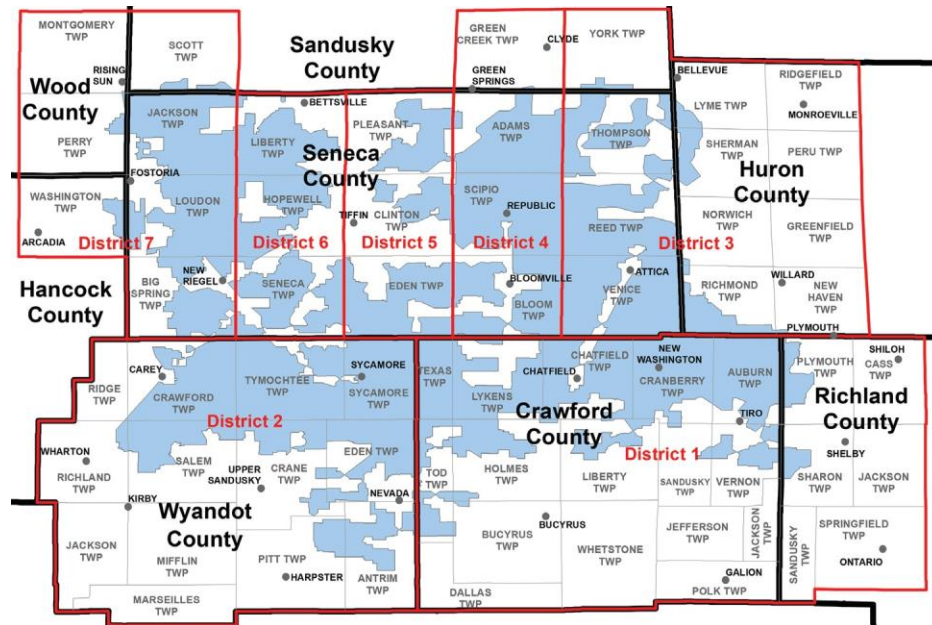 MONTGOMERY
TWP
SCOTT
TWP
Sandusky
County
GREEN
CREEK TWP
CLYDE
YORK TWP
RISING
SUN
Wood
County
GREEN
SPRINGS
BELLEVUE
RIDGEFIELD
TWP
BETTSVILLE
JACKSON
TWP
PLEASANT
TWP
LYME TWP
MONROEVILLE
PERRY
TWP
LIBERTY
TWP
Seneca
County
ADAMS
TWP
THOMPSON
TWP
SHERMAN
TWP
PERU TWP
Huron
County
FOSTORIA
WASHINGTON
TWP
LOUDON
TWP
HOPEWELL
TWP
SCIPIO
TWP
REPUBLIC
TIFFIN
CLINTON
TWP
NORWICH
TWP
GREENFIELD
TWP
ARCADIA
REED TWP
District 7
District 6
District 5
District 4
District 3
NEW
RIEGEL
BIG
SPRING
TWP
SENECA
TWP
EDEN TWP
BLOOMVILLE
BLOOM
TWP
ATTICA
VENICE
TWP
WILLARD
RICHMOND
TWP
NEW
HAVEN
TWP
Hancock
County
PLYMOUTH
CAREY
RIDGE
TWP
CRAWFORD
TWP
TYMOCHTEE
TWP
SYCAMORE
SYCAMORE
TWP
TEXAS
TWP
LYKENS
TWP
CHATFIELD
TWP
CHATFIELD
NEW
WASHINGTON
CRANBERRY
TWP
AUBURN
TWP
PLYMOUTH
TWP
SHILOH
CASS
TWP
Crawford
County
Richland
County
District 2
TIRO
District 1
WHARTON
RICHLAND
TWP
SALEM
TWP
UPPER
SANDUSKY
CRANE
TWP
EDEN TWP
TOD
TWP
HOLMES
TWP
LIBERTY
TWP
SANDUSKY
TWP
VERNON
TWP
SHELBY
SHARON
TWP
JACKSON
TWP
NEVADA
KIRBY
Wyandot
County
BUCYRUS
BUCYRUS
TWP
JEFFERSON
TWP
JACKSON
TWP
SANDUSKY
TWP
SPRINGFIELD
TWP
ONTARIO
JACKSON
TWP
MIFFLIN
TWP
PITT TWP
HARPSTER
ANTRIM
TWP
WHETSTONE
TWP
GALION
POLK TWP
MARSEILLES
TWP
DALLAS
TWP